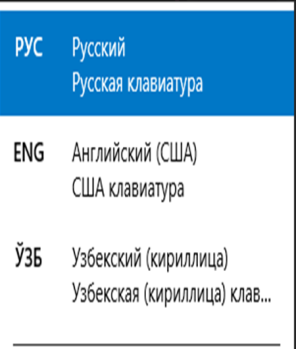 РУС Русский
Русская клавиатура
ENG Английский (США)
США клавиатура
ЎЗБ Узбекский (кириллица)
Узбекская (кириллица) клав...